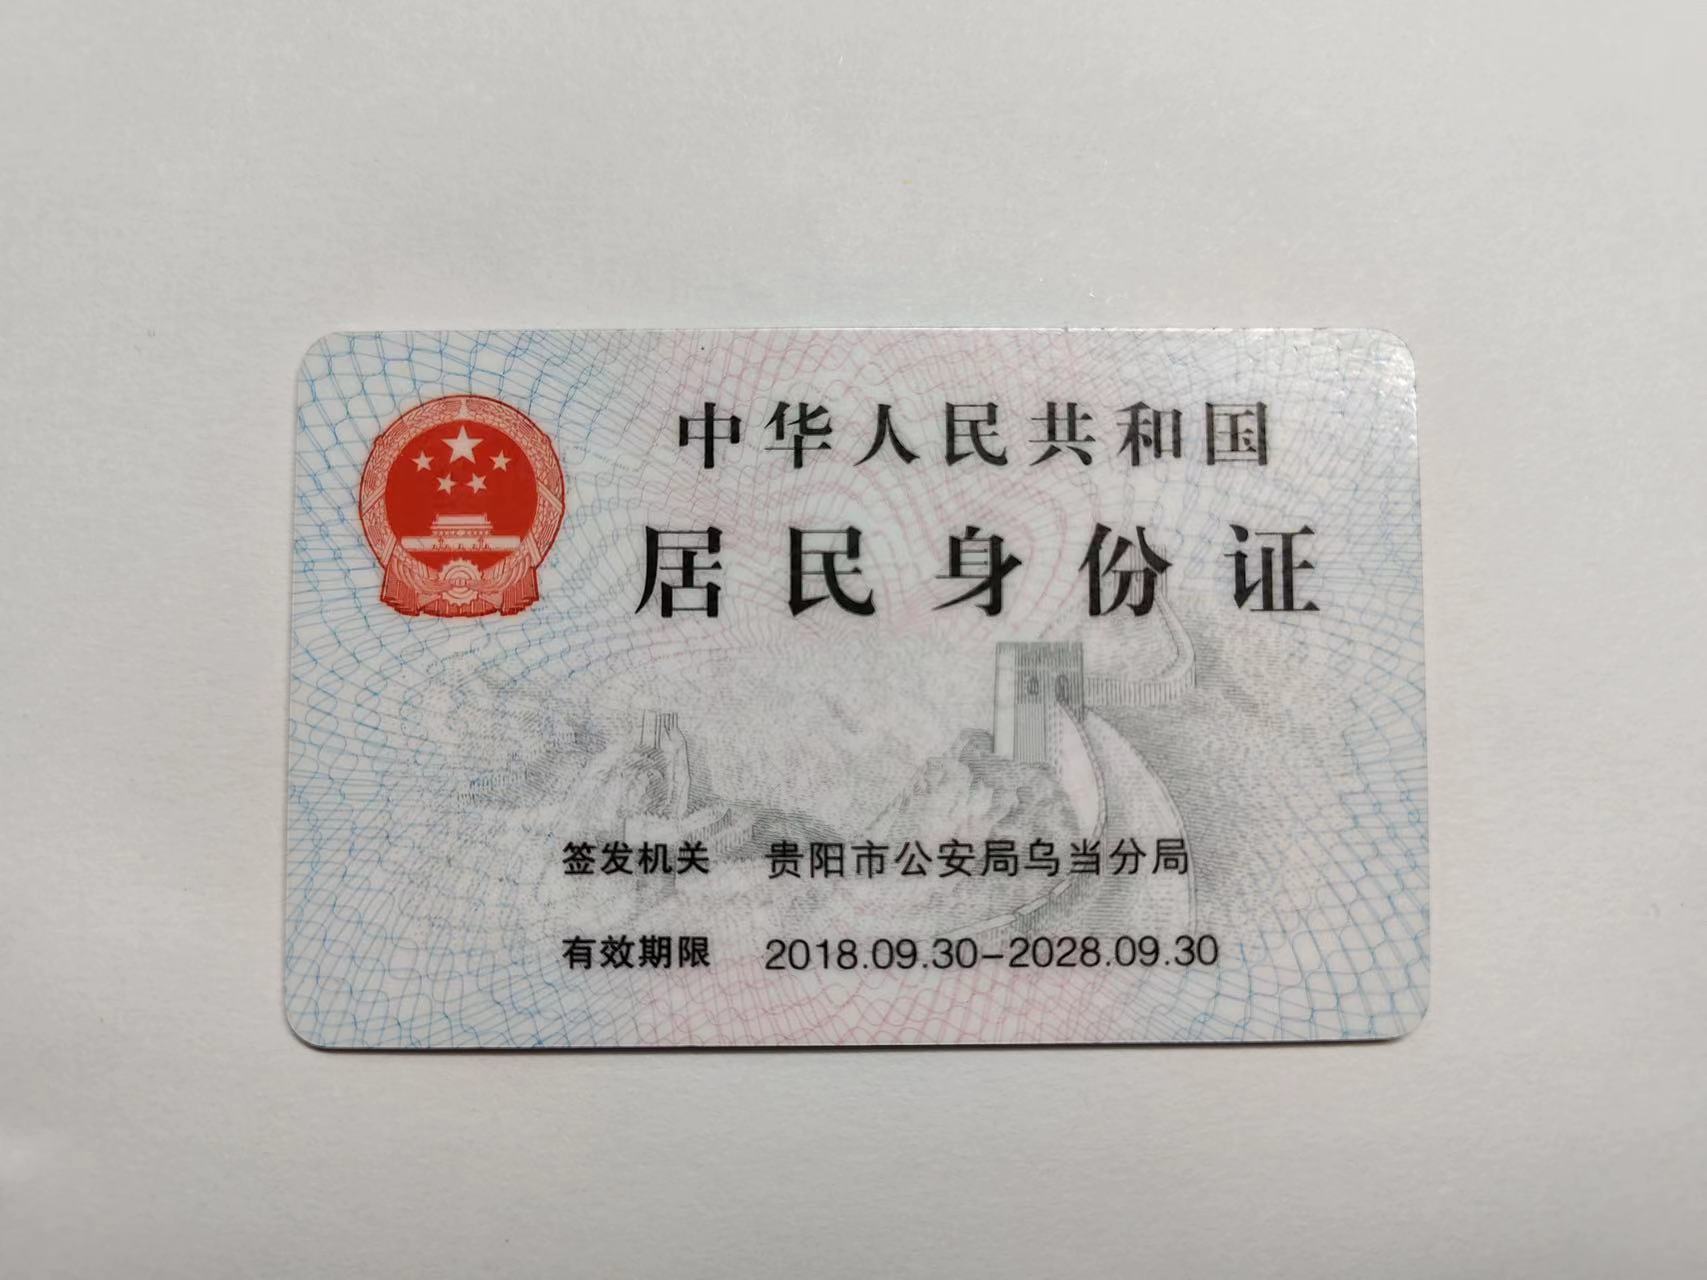 中华人民共和国
居民身份证
签发机关 贵阳市公安局乌当分局
有效期限 2018.09.30-2028.09.30